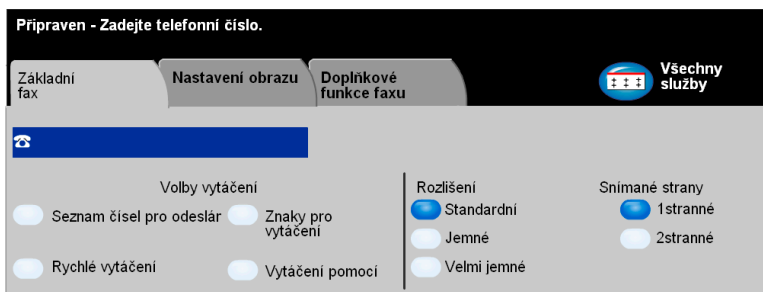 Připraven - Zadejte telefonní číslo.
Základní
fax
Nastavení obrazu
Doplňkové
funkce faxu
Všechny
služby
Volby vytáčení
Seznam čísel pro odeslár
Znaky pro
vytáčení
Rychlé vytáčení
Vytáčení pomocí
Rozlišení
Standardní
Jemné
Velmi jemné
Snímané strany
1stranné
2stranné